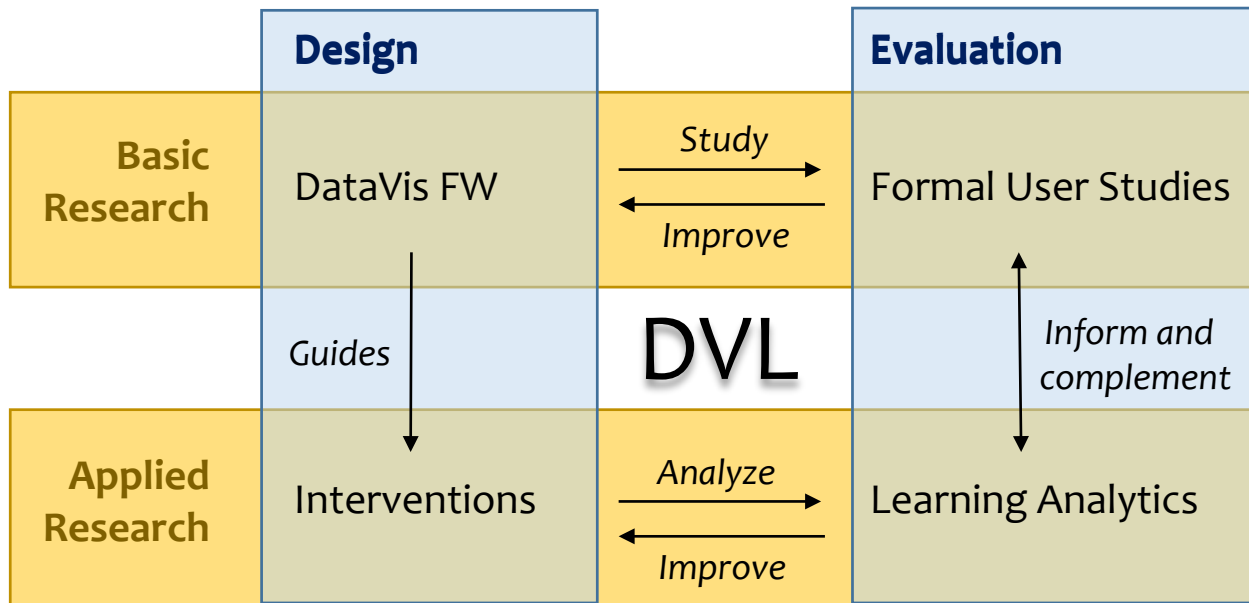 Design
Evaluation
Basic
Research
DataVis FW
Study
Improve
Formal User Studies
Guides
DVL
Inform and
complement
Applied
Research
Interventions
Analyze
Improve
Learning Analytics